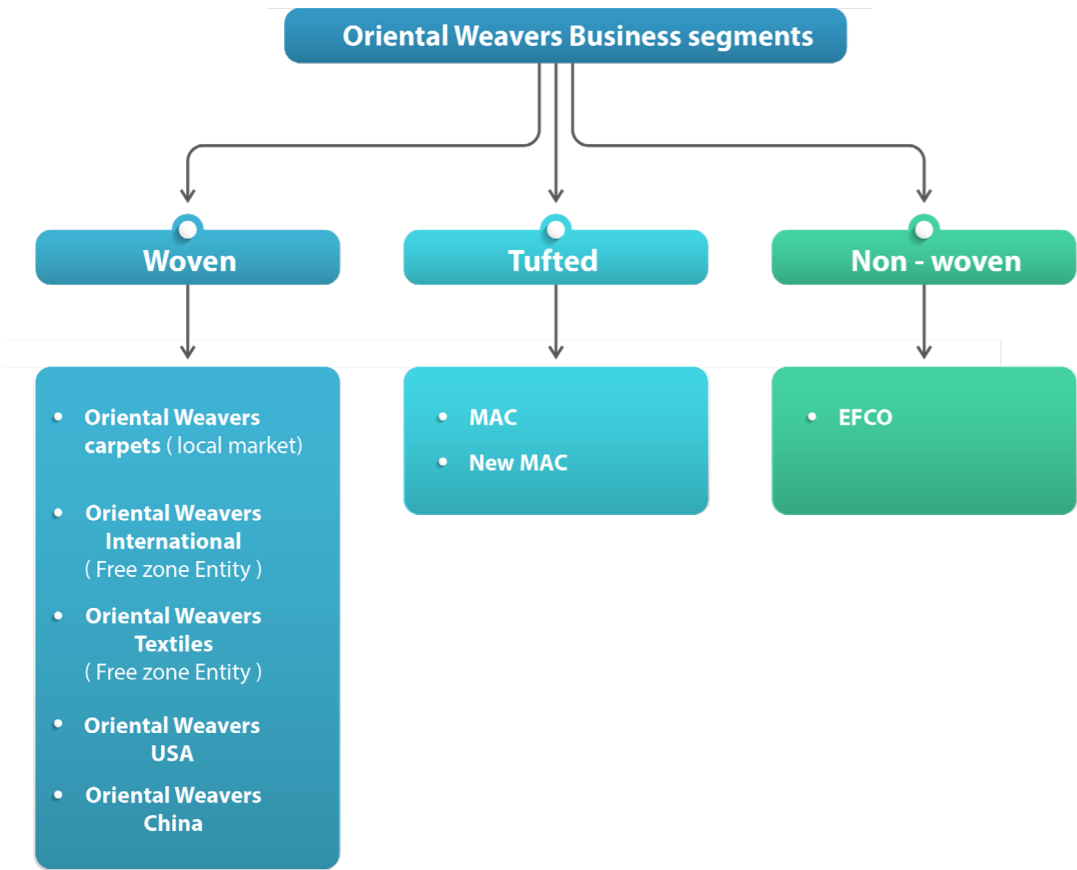 Oriental Weavers Business segments
Woven
Tufted
Non - woven
• Oriental Weavers
carpets ( local market)
• Oriental Weavers
International
( Free zone Entity )
• Oriental Weavers
Textiles
( Free zone Entity )
• Oriental Weavers
USA
• Oriental Weavers
China
• MAC
• New MAC
• EFCO